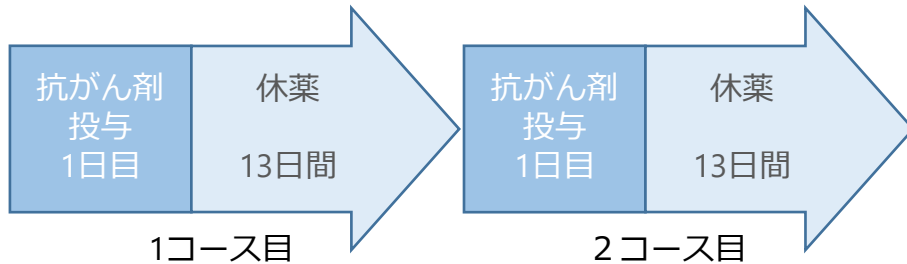 抗がん剤
投与
1日目
休薬
13日間
1コース目
抗がん剤
投与
1日目
休薬
13日間
２コース目